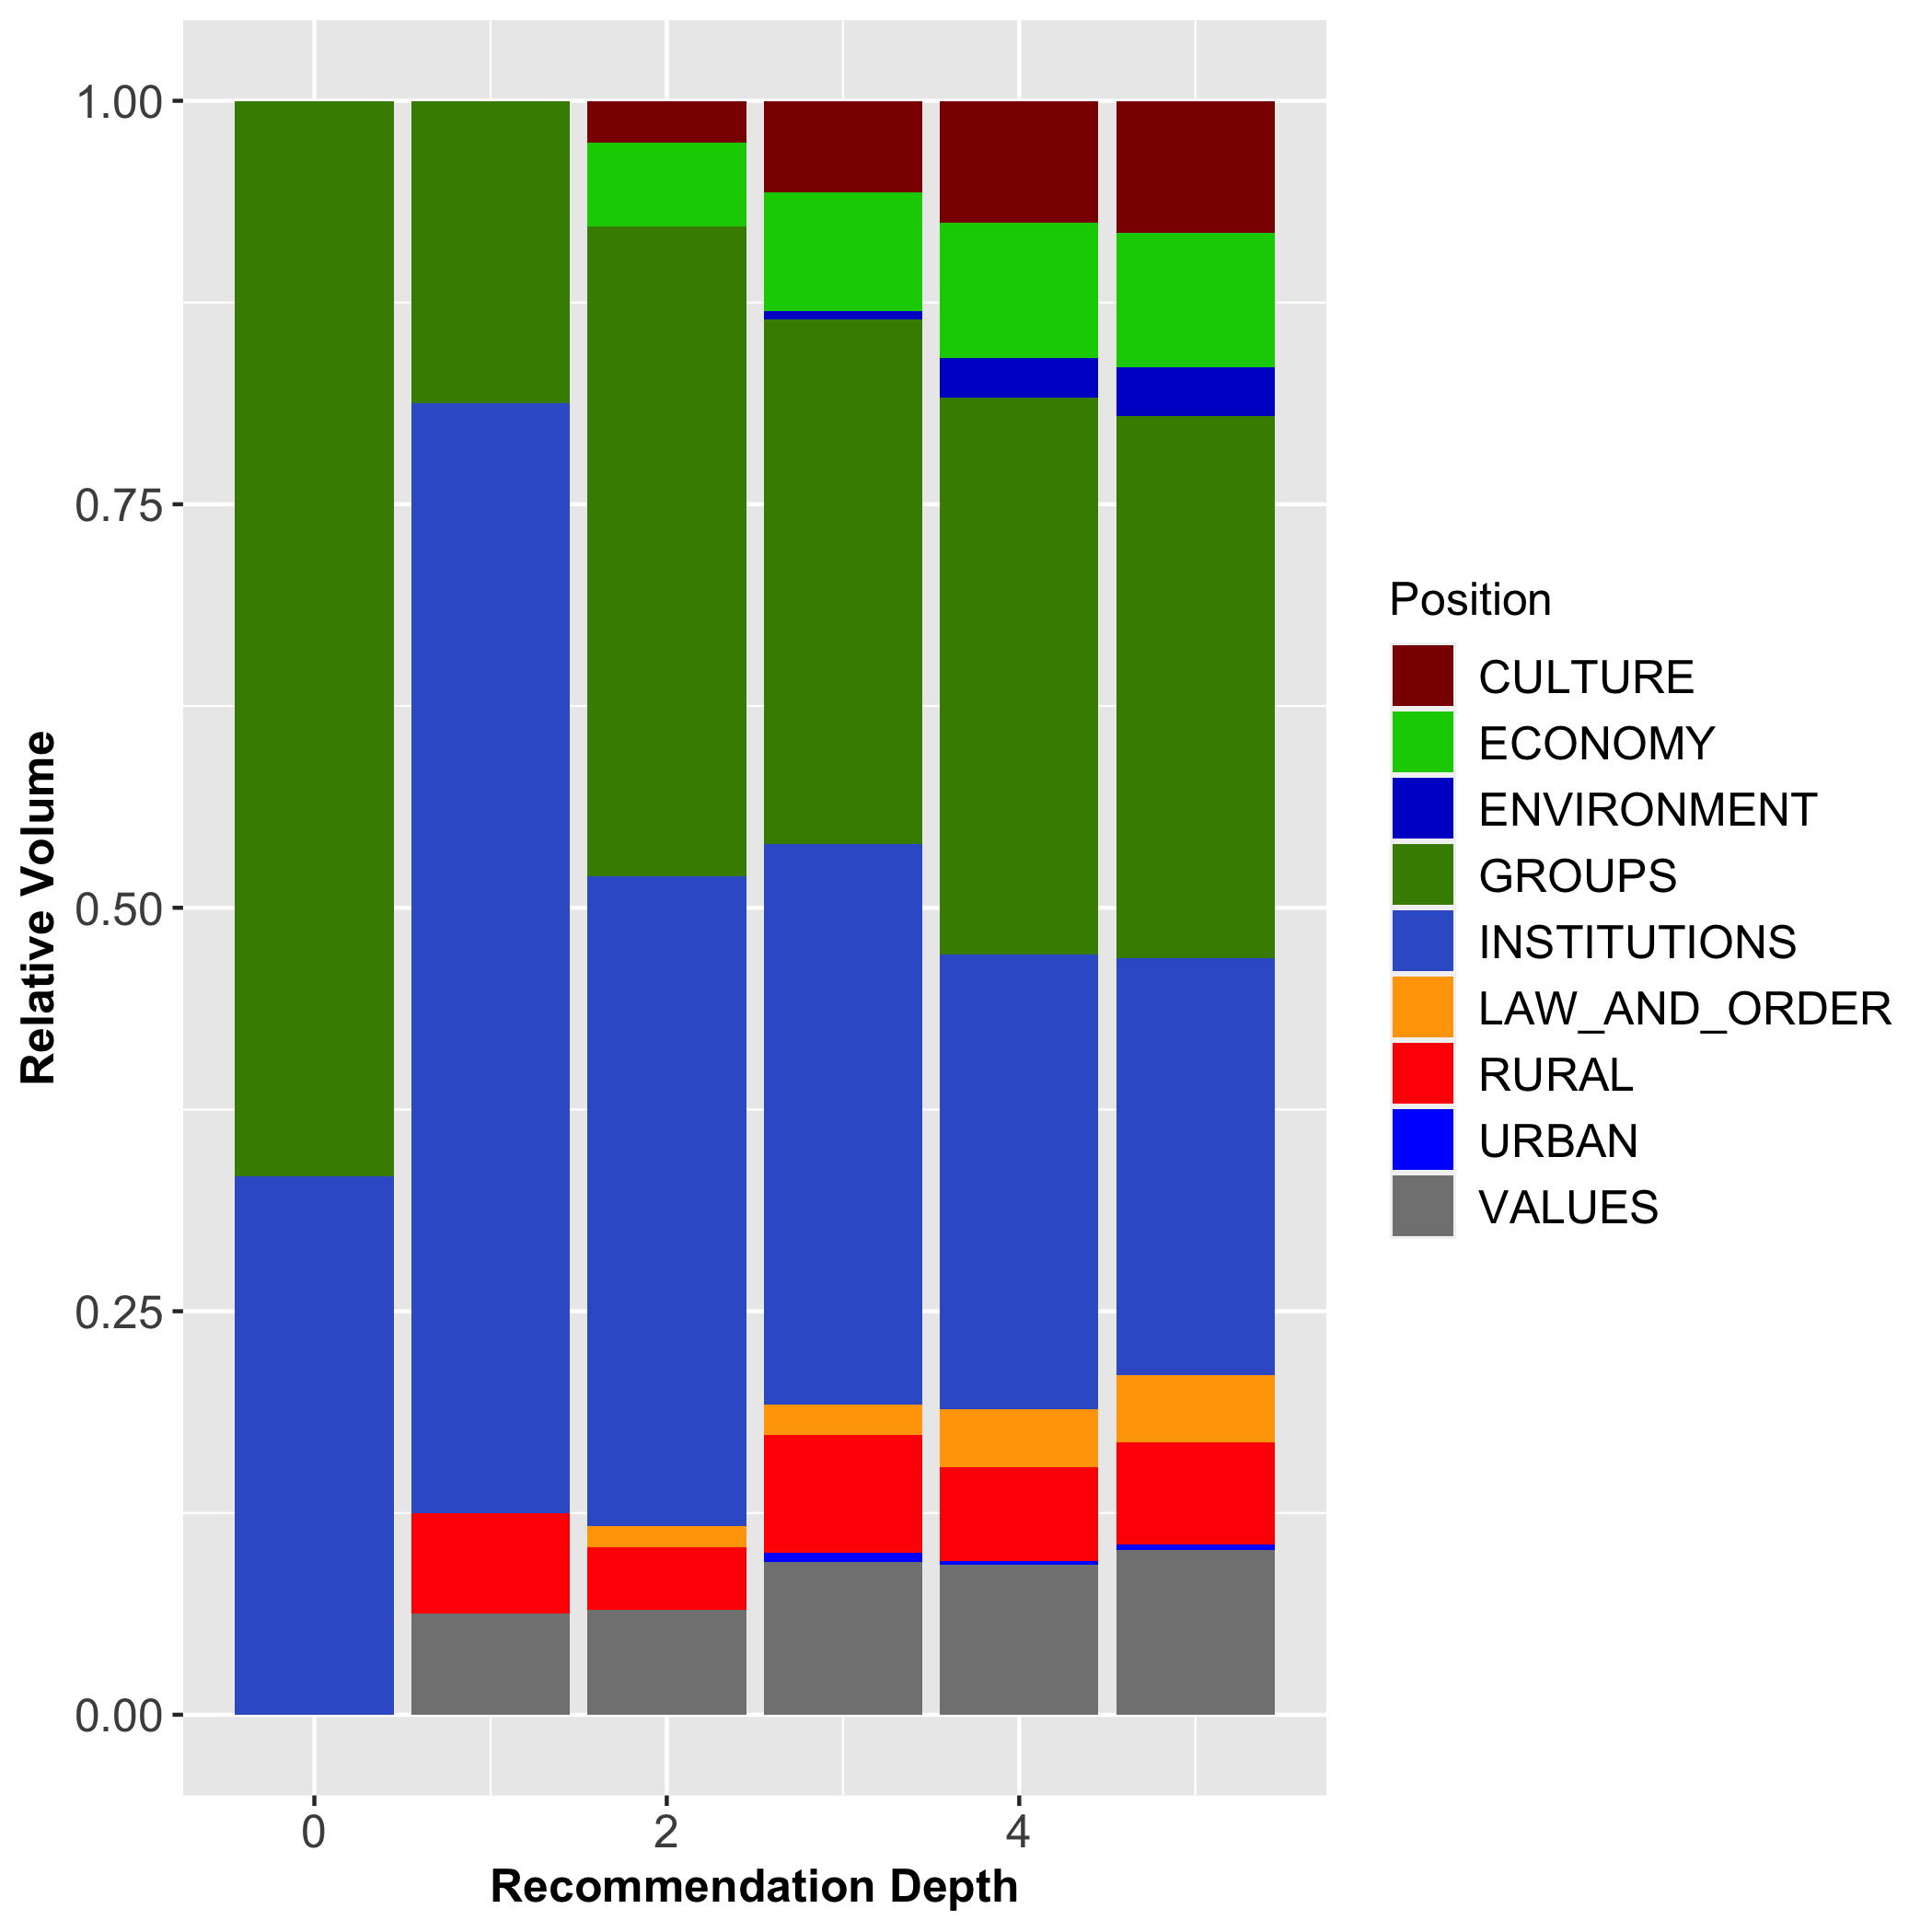 1.00
0.75
0.50
0.25
0.00
Relative Volume
0
2
4
Recommendation Depth
Position
CULTURE
ECONOMY
ENVIRONMENT
GROUPS
INSTITUTIONS
LAW_AND_ORDER
RURAL
URBAN
VALUES